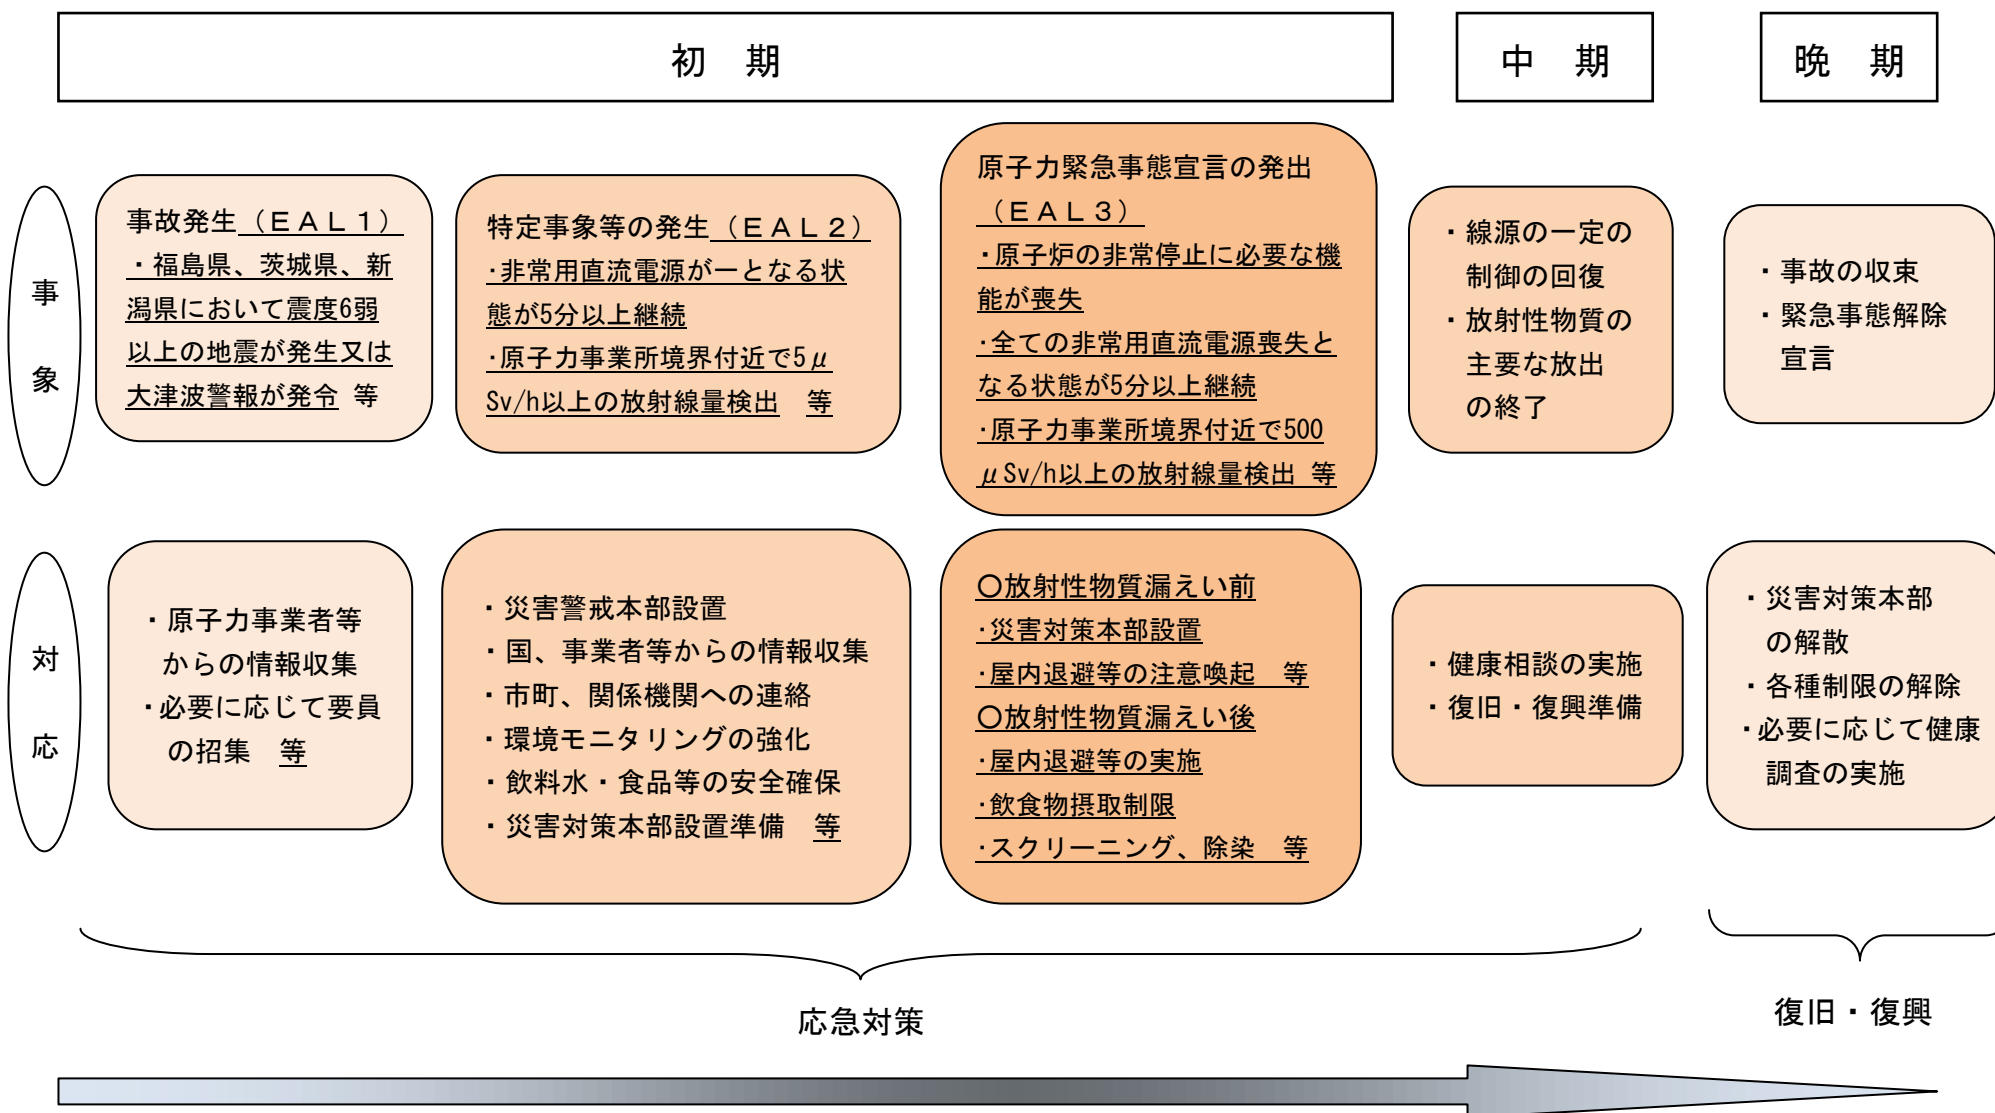 初　期
中　期
晩　期
事象
事故発生（ＥＡＬ１）
・福島県、茨城県、新
潟県において震度6弱
以上の地震が発生又は
大津波警報が発令 等
特定事象等の発生（ＥＡＬ２）
・非常用直流電源が一となる状
態が5分以上継続
・原子力事業所境界付近で5μ
Sv/h以上の放射線量検出　等
原子力緊急事態宣言の発出
（ＥＡＬ３）
・原子炉の非常停止に必要な機
能が喪失
・全ての非常用直流電源喪失と
なる状態が5分以上継続
・原子力事業所境界付近で500
μSv/h以上の放射線量検出 等
・線源の一定の
制御の回復
・放射性物質の
主要な放出
の終了
・事故の収束
・緊急事態解除
宣言
対応
・原子力事業者等
からの情報収集
・必要に応じて要員
の招集　等
・災害警戒本部設置
・国、事業者等からの情報収集
・市町、関係機関への連絡
・環境モニタリングの強化
・飲料水・食品等の安全確保
・災害対策本部設置準備　等
〇放射性物質漏えい前
・災害対策本部設置
・屋内退避等の注意喚起　等
〇放射性物質漏えい後
・屋内退避等の実施
・飲食物摂取制限
・スクリーニング、除染　等
・健康相談の実施
・復旧・復興準備
・災害対策本部
の解散
・各種制限の解除
・必要に応じて健康
調査の実施
応急対策
復旧・復興